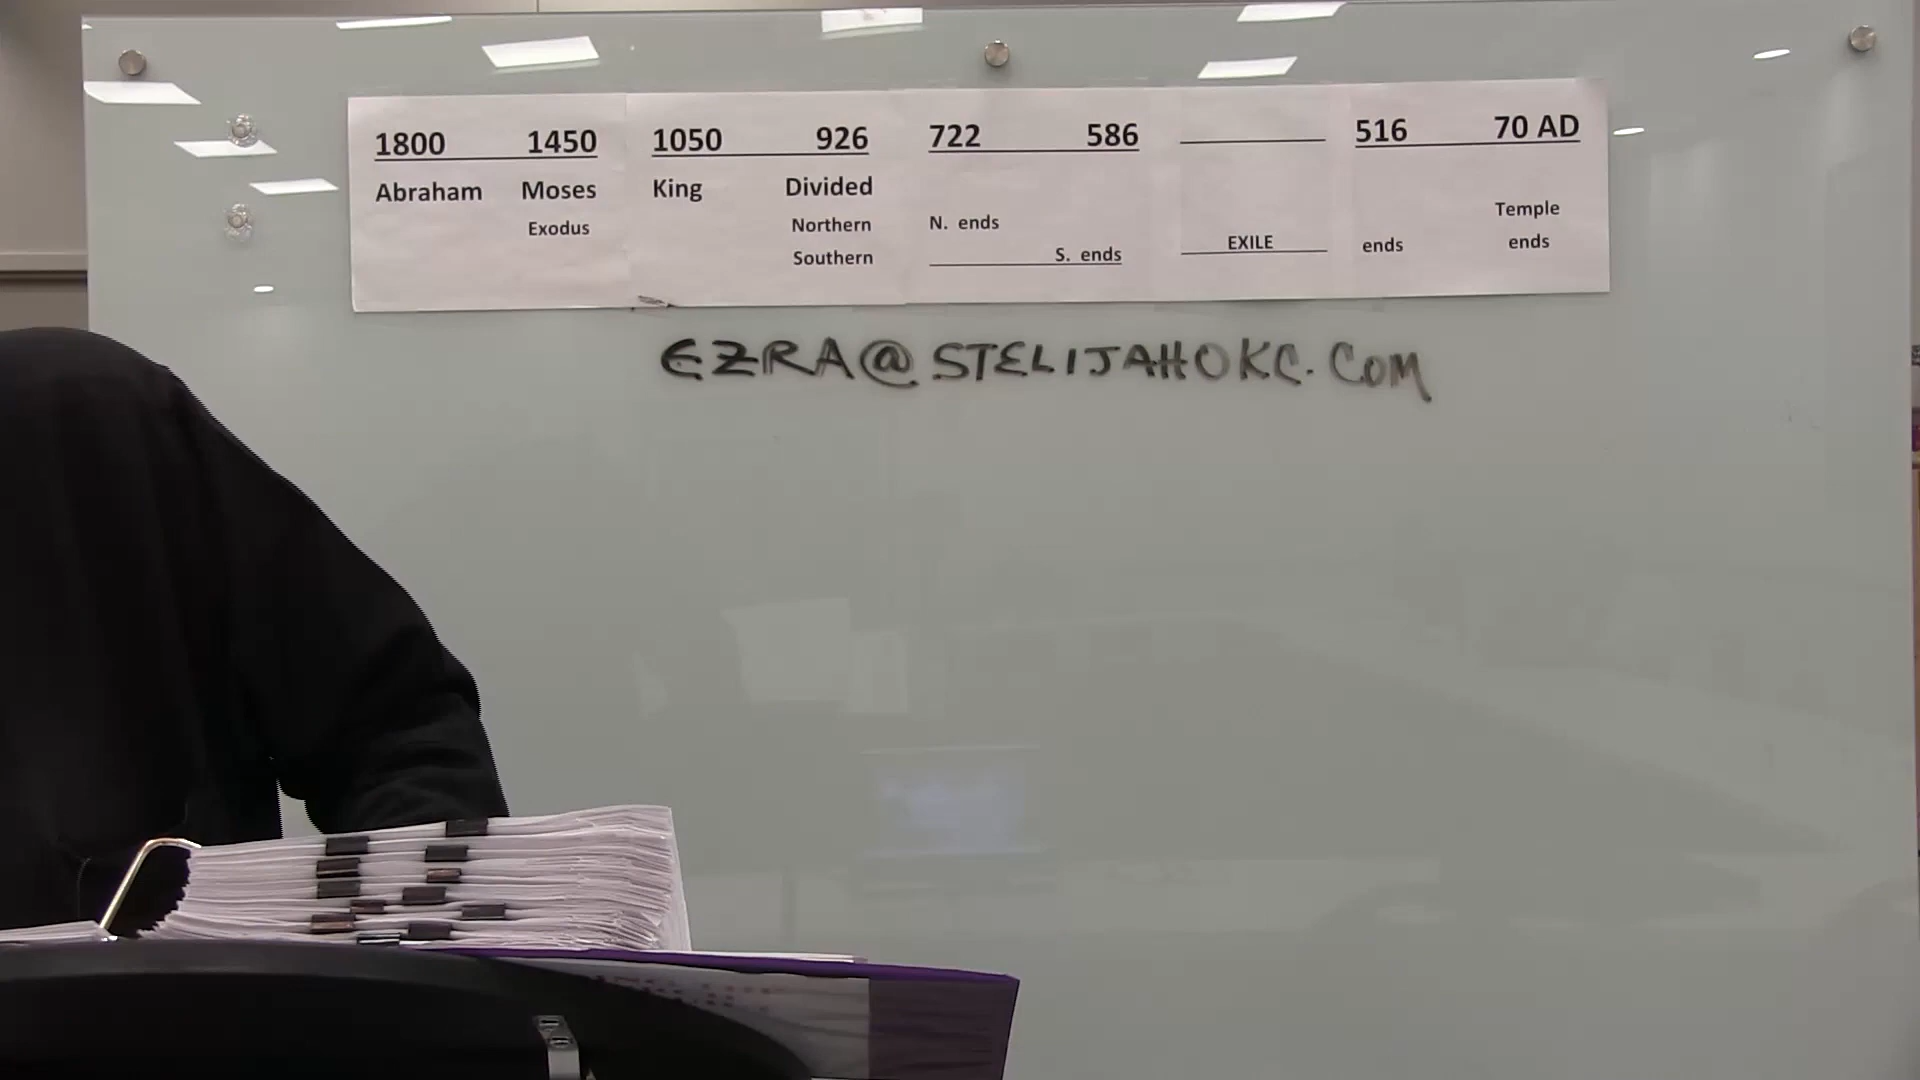 1800 1450 1050 926 722 586 516 70 AD
Abraham Moses King Divided
Exodus Northern N. ends Temple
Southern S. ends EXILE ends ends
EZRA@STELIJAHOKC.COM